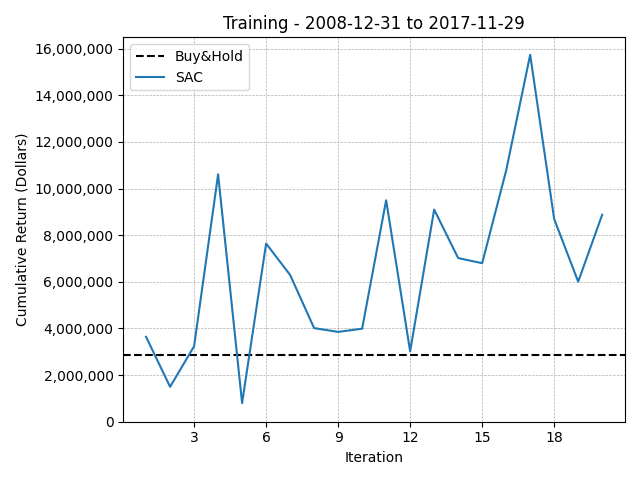 Training - 2008-12-31 to 2017-11-29
Cumulative Return (Dollars)
16,000,000
14,000,000
12,000,000
10,000,000
8,000,000
6,000,000
4,000,000
2,000,000
0
Buy&Hold
SAC
3 6 9 12 15 18
Iteration